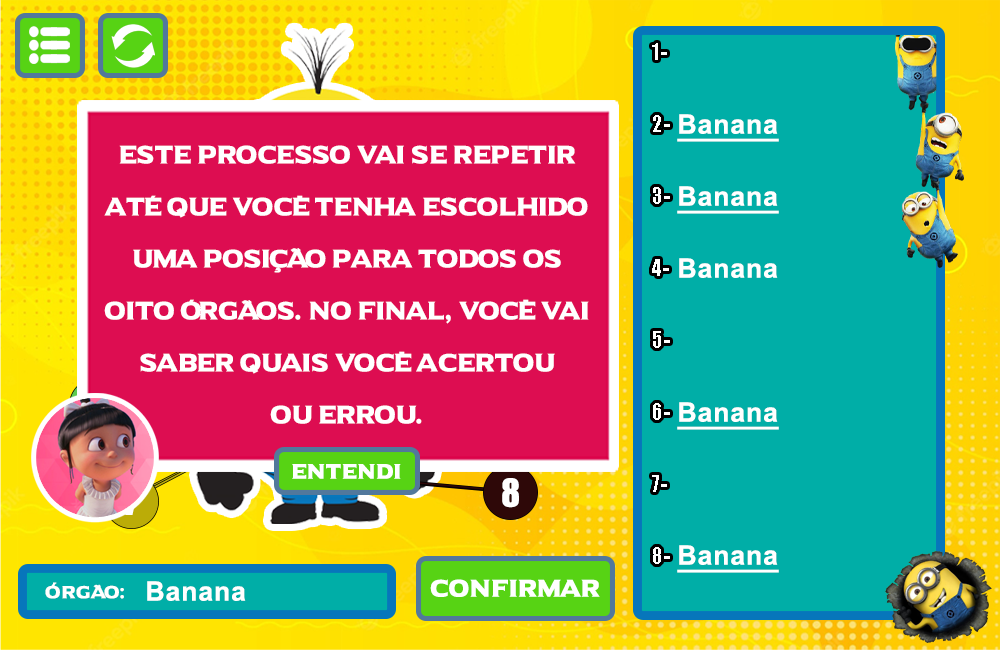 ESTE PROCESSO VAI SE REPETIR
ATÉ QUE VOCÊ TENHA ESCOLHIDO
UMA POSIÇÃO PARA TODOS OS
OITO ÓRGÃOS. NO FINAL, VOCÊ VAI
SABER QUAIS VOCÊ ACERTOU
OU ERROU.
ENTENDI
8
ÓRGAO: Banana
CONFIRMAR
1-
2- Banana
3- Banana
4- Banana
5-
6- Banana
7-
8- Banana